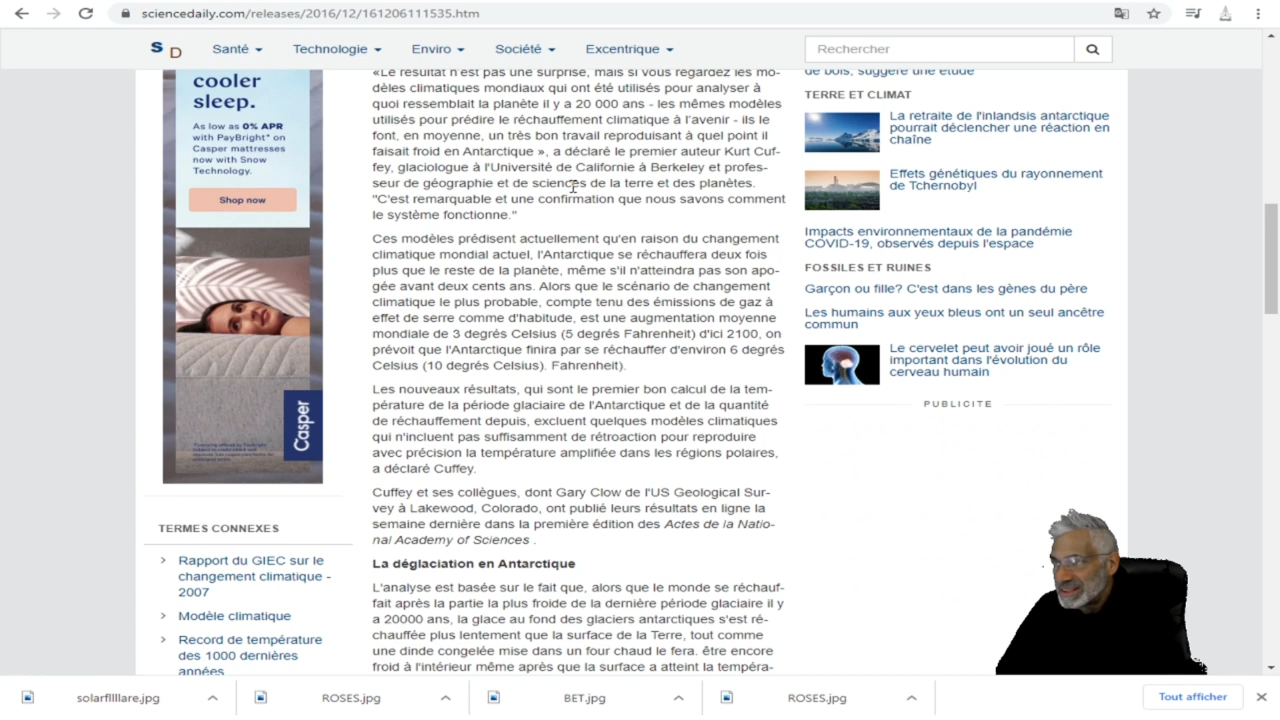 sciencedaily.com/releases/2016/12/161206111535.htm
S D
Santé
Technologie
Enviro
Société
Excentrique
Rechercher
cooler
sleep.
As low as 0% APR
with PayBright* on
Casper mattresses
now with Snow
Technology.
Shop now
Casper
TERMES CONNEXES
Rapport du GIEC sur le
changement climatique -
2007
Modèle climatique
Record de température
des 1000 dernières
années
«Le résultat n'est pas une surprise, mais si vous regardez les mo-
dèles climatiques mondiaux qui ont été utilisés pour analyser à
quoi ressemblait la planète il y a 20 000 ans - les mêmes modèles
utilisés pour prédire le réchauffement climatique à l'avenir - ils le
font, en moyenne, un très bon travail reproduisant à quel point il
faisait froid en Antarctique », a déclaré le premier auteur Kurt Cuf-
fey, glaciologue à l'Université de Californie à Berkeley et profes-
seur de géographie et de sciences de la terre et des planètes.
"C'est remarquable et une confirmation que nous savons comment
le système fonctionne."
Ces modèles prédisent actuellement qu'en raison du changement
climatique mondial actuel, l'Antarctique se réchauffera deux fois
plus que le reste de la planète, même s'il n'atteindra pas son apo-
gée avant deux cents ans. Alors que le scénario de changement
climatique le plus probable, compte tenu des émissions de gaz à
effet de serre comme d'habitude, est une augmentation moyenne
mondiale de 3 degrés Celsius (5 degrés Fahrenheit) d'ici 2100, on
prévoit que l'Antarctique finira par se réchauffer d'environ 6 degrés
Celsius (10 degrés Celsius). Fahrenheit).
Les nouveaux résultats, qui sont le premier bon calcul de la tem-
pérature de la période glaciaire de l'Antarctique et de la quantité
de réchauffement depuis, excluent quelques modèles climatiques
qui n'incluent pas suffisamment de rétroaction pour reproduire
avec précision la température amplifiée dans les régions polaires,
a déclaré Cuffey.
Cuffey et ses collègues, dont Gary Clow de l'US Geological Sur-
vey à Lakewood, Colorado, ont publié leurs résultats en ligne la
semaine dernière dans la première édition des Actes de la Natio-
nal Academy of Sciences .
La déglaciation en Antarctique
L'analyse est basée sur le fait que, alors que le monde se réchauf-
fait après la partie la plus froide de la dernière période glaciaire il y
a 20000 ans, la glace au fond des glaciers antarctiques s'est ré-
chauffée plus lentement que la surface de la Terre, tout comme
une dinde congelée mise dans un four chaud le fera. être encore
froid à l'intérieur même après que la surface a atteint la tempéra-
de bois, suggère une étude
TERRE ET CLIMAT
La retraite de l'inlandsis antarctique
pourrait déclencher une réaction en
chaîne
Effets génétiques du rayonnement
de Tchernobyl
Impacts environnementaux de la pandémie
COVID-19, observés depuis l'espace
FOSSILES ET RUINES
Garçon ou fille? C'est dans les gènes du père
Les humains aux yeux bleus ont un seul ancêtre
commun
Le cervelet peut avoir joué un rôle
important dans l'évolution du
cerveau humain
PUBLICITE
solarfllllare.jpg
ROSES.jpg
BET.jpg
ROSES.jpg
Tout afficher